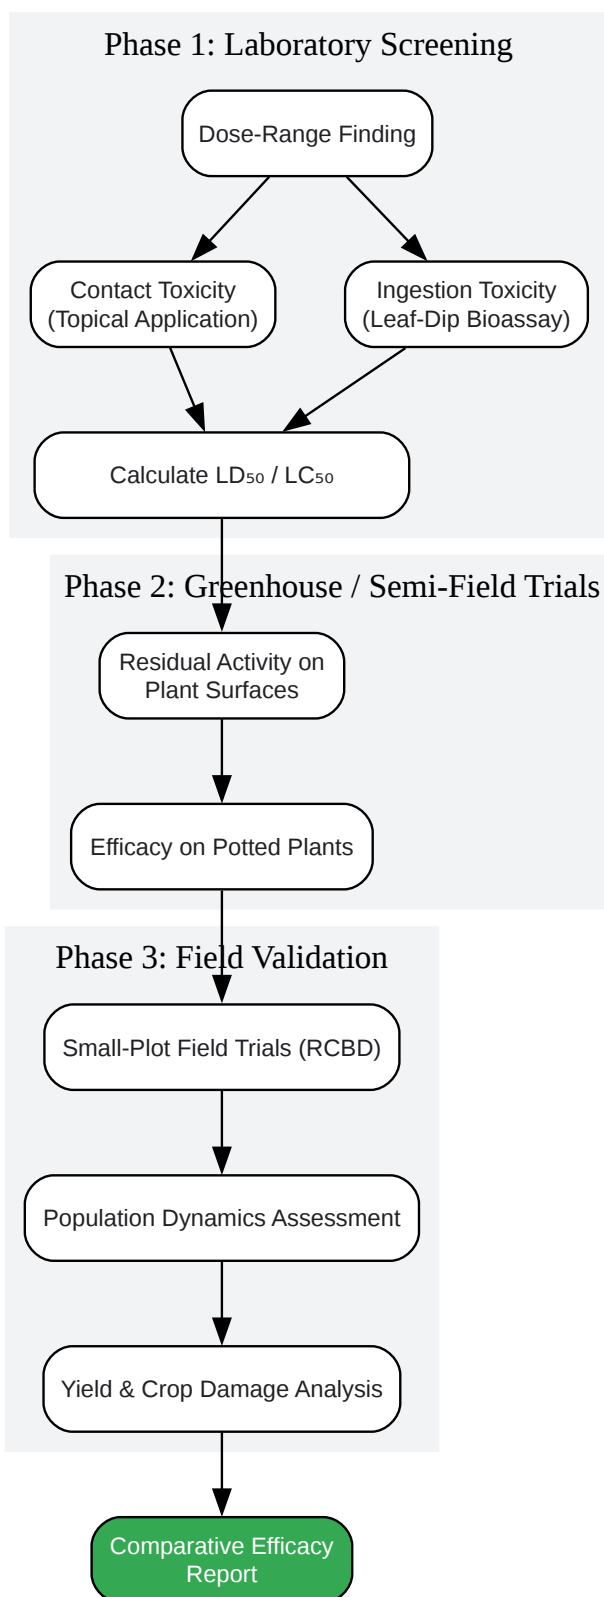 Phase 1: Laboratory Screening
Dose-Range Finding
Contact Toxicity
(Topical Application)
Ingestion Toxicity
(Leaf-Dip Bioassay)
Calculate LD₅₀ / LC₅₀
Phase 2: Greenhouse / Semi-Field Trials
Residual Activity on
Plant Surfaces
Efficacy on Potted Plants
Phase 3: Field Validation
Small-Plot Field Trials (RCBD)
Population Dynamics Assessment
Yield & Crop Damage Analysis
Comparative Efficacy
Report